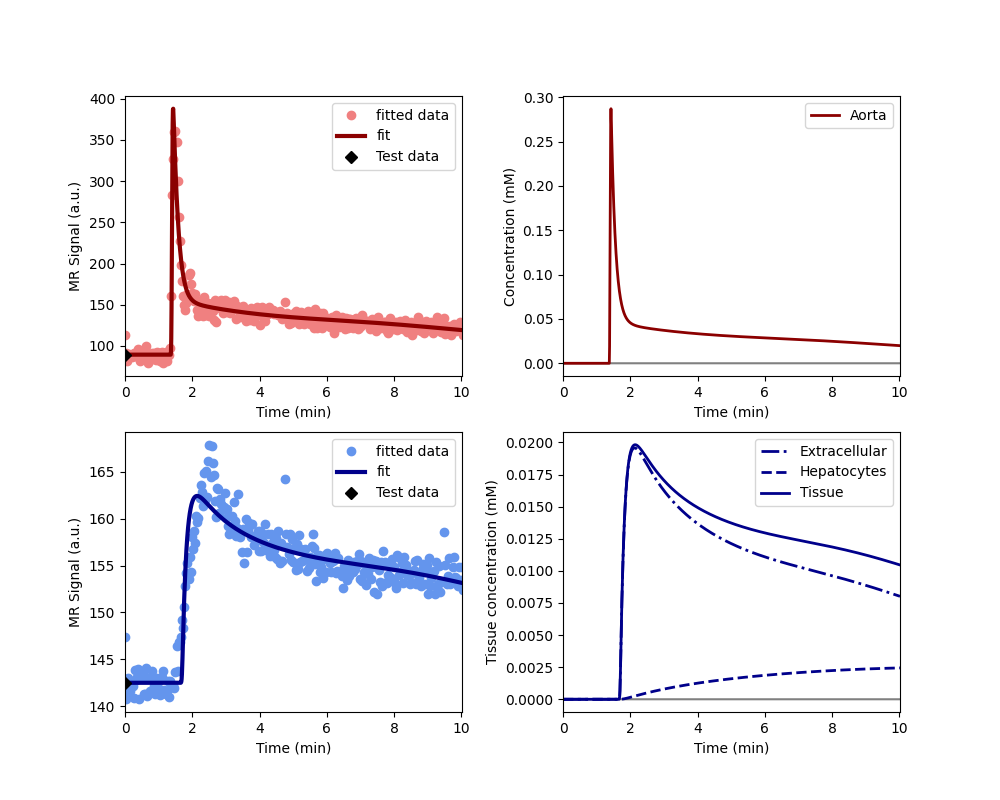 400
350
300
250
200
150
100
MR Signal (a.u.)
0 2 4 6 8 10
Time (min)
fitted data
fit
Test data
0.30
0.25
0.20
0.15
0.10
0.05
0.00
Concentration (mM)
0 2 4 6 8 10
Time (min)
Aorta
165
160
155
150
145
140
MR Signal (a.u.)
0 2 4 6 8 10
Time (min)
fitted data
fit
Test data
0.0200
0.0175
0.0150
0.0125
0.0100
0.0075
0.0050
0.0025
0.0000
Tissue concentration (mM)
0 2 4 6 8 10
Time (min)
Extracellular
Hepatocytes
Tissue